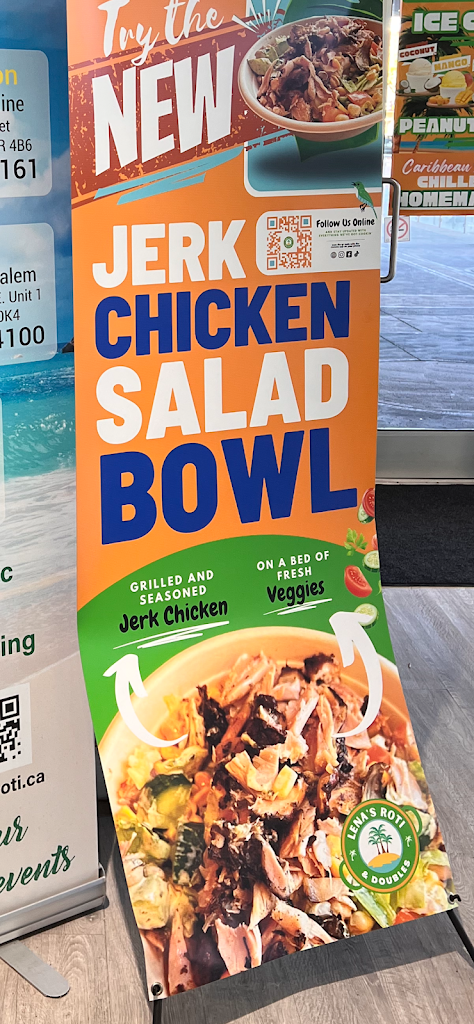 Try the
NEW
JERK
CHICKEN
SALAD
BOWL
Follow Us Online
GRILLED AND
SEASONED
Jerk Chicken
ON A BED OF
FRESH
Veggies
LENA'S ROTI
& DOUBLES
on
ine
et
R 4B6
161
alem
E. Unit 1
0K4
4100
c
ing
oti.ca
ur
events
ICE C
COCONUT
MANGO
PEANUT
Caribbean
CHILL
HOMEMA